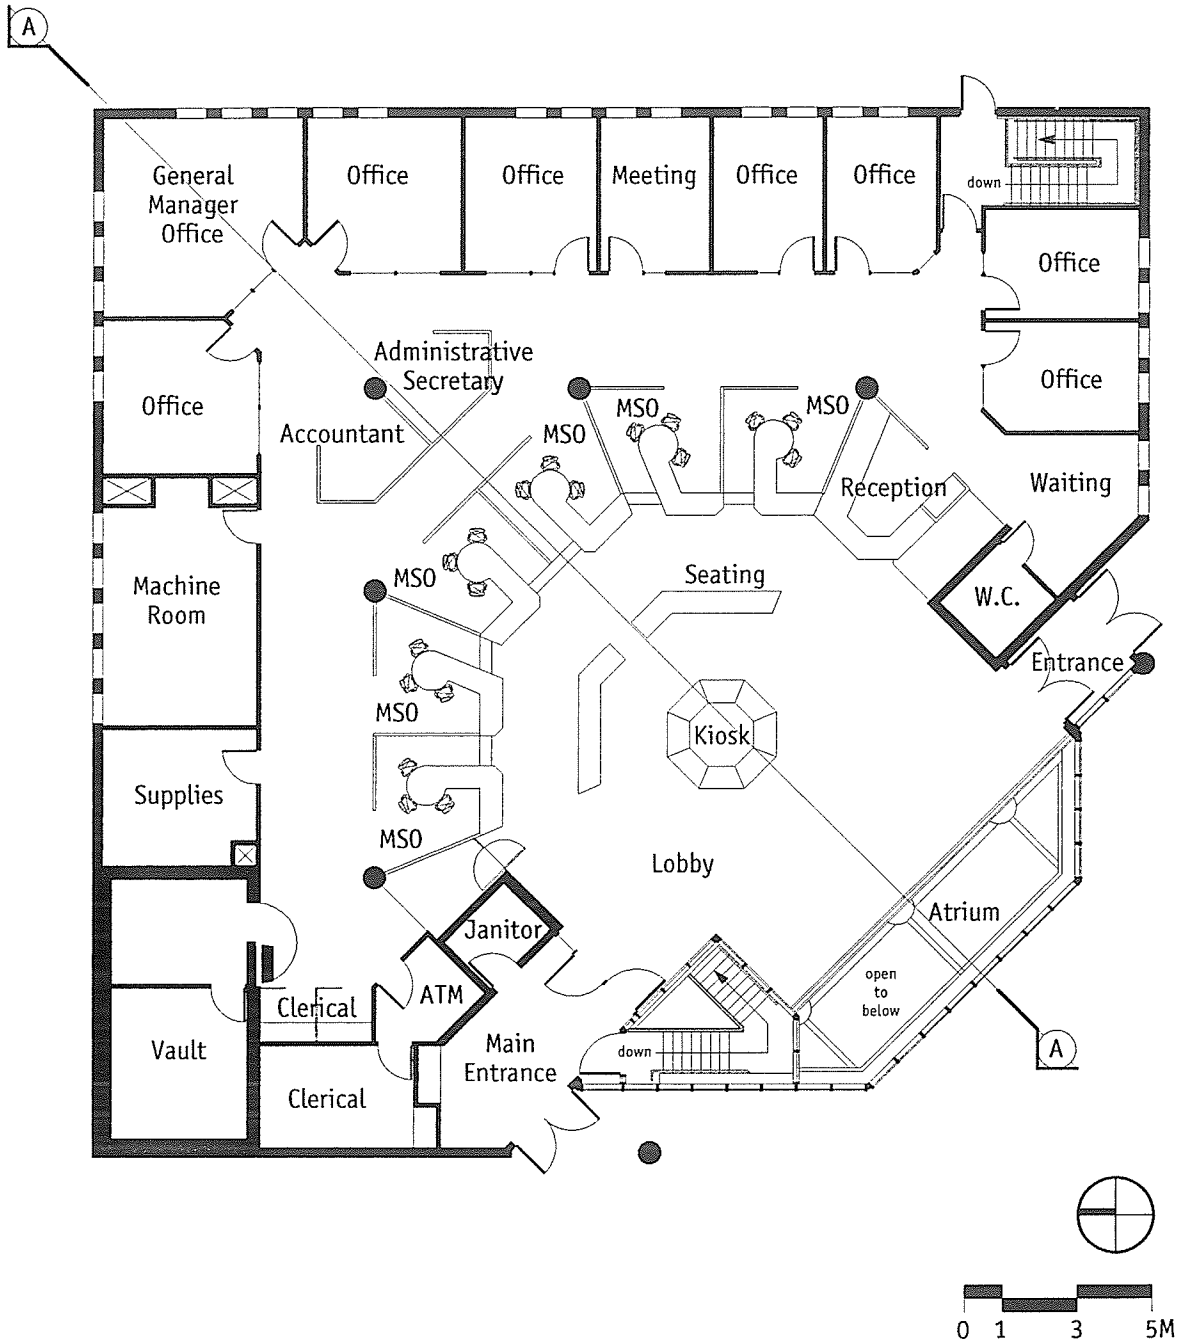 A
General
Manager
Office
Office
Office
Meeting
Office
Office
down
Office
Administrative
Secretary
Office
Office
MSO
MSO
Accountant
MSO
Reception
Waiting
Machine
Room
MSO
Seating
W.C.
Entrance
MSO
Kiosk
Supplies
MSO
Lobby
Atrium
Janitor
open
to
below
ATM
Clerical
Vault
Main
Entrance
down
A
Clerical
0 1 3 5M